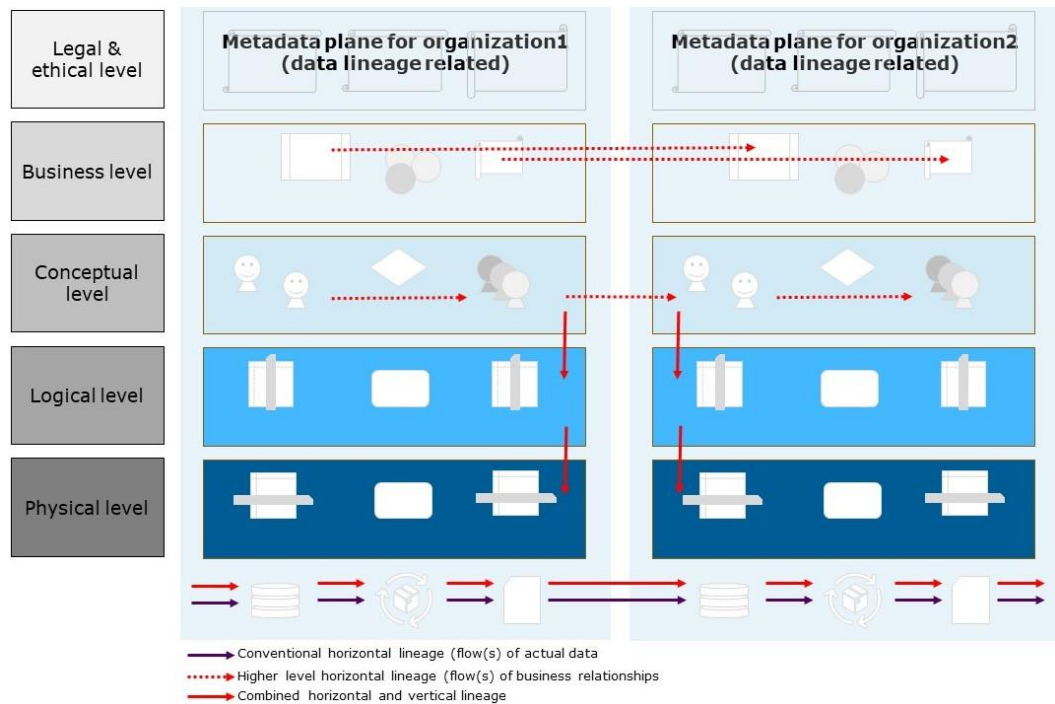 Legal &
ethical level
Metadata plane for organization1
(data lineage related)
Metadata plane for organization2
(data lineage related)
Business level
Conceptual
level
Logical level
Physical level
Conventional horizontal lineage (flow(s) of actual data
Higher level horizontal lineage (flow(s) of business relationships
Combined horizontal and vertical lineage